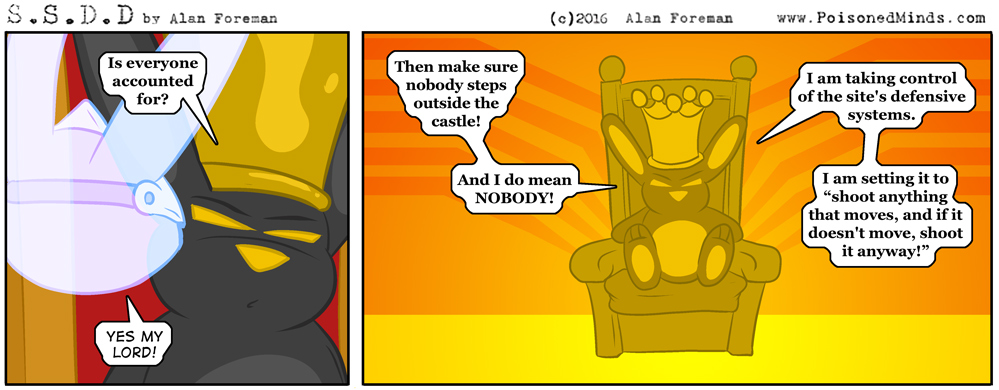 S.S.D.D by Alan Foreman (c)2016 Alan Foreman www.PoisonedMinds.com
Is everyone
accounted
for?
YES MY
LORD!
Then make sure
nobody steps
outside the
castle!
And I do mean
NOBODY!
I am taking control
of the site's defensive
systems.
I am setting it to
“shoot anything
that moves, and if it
doesn't move, shoot
it anyway!”